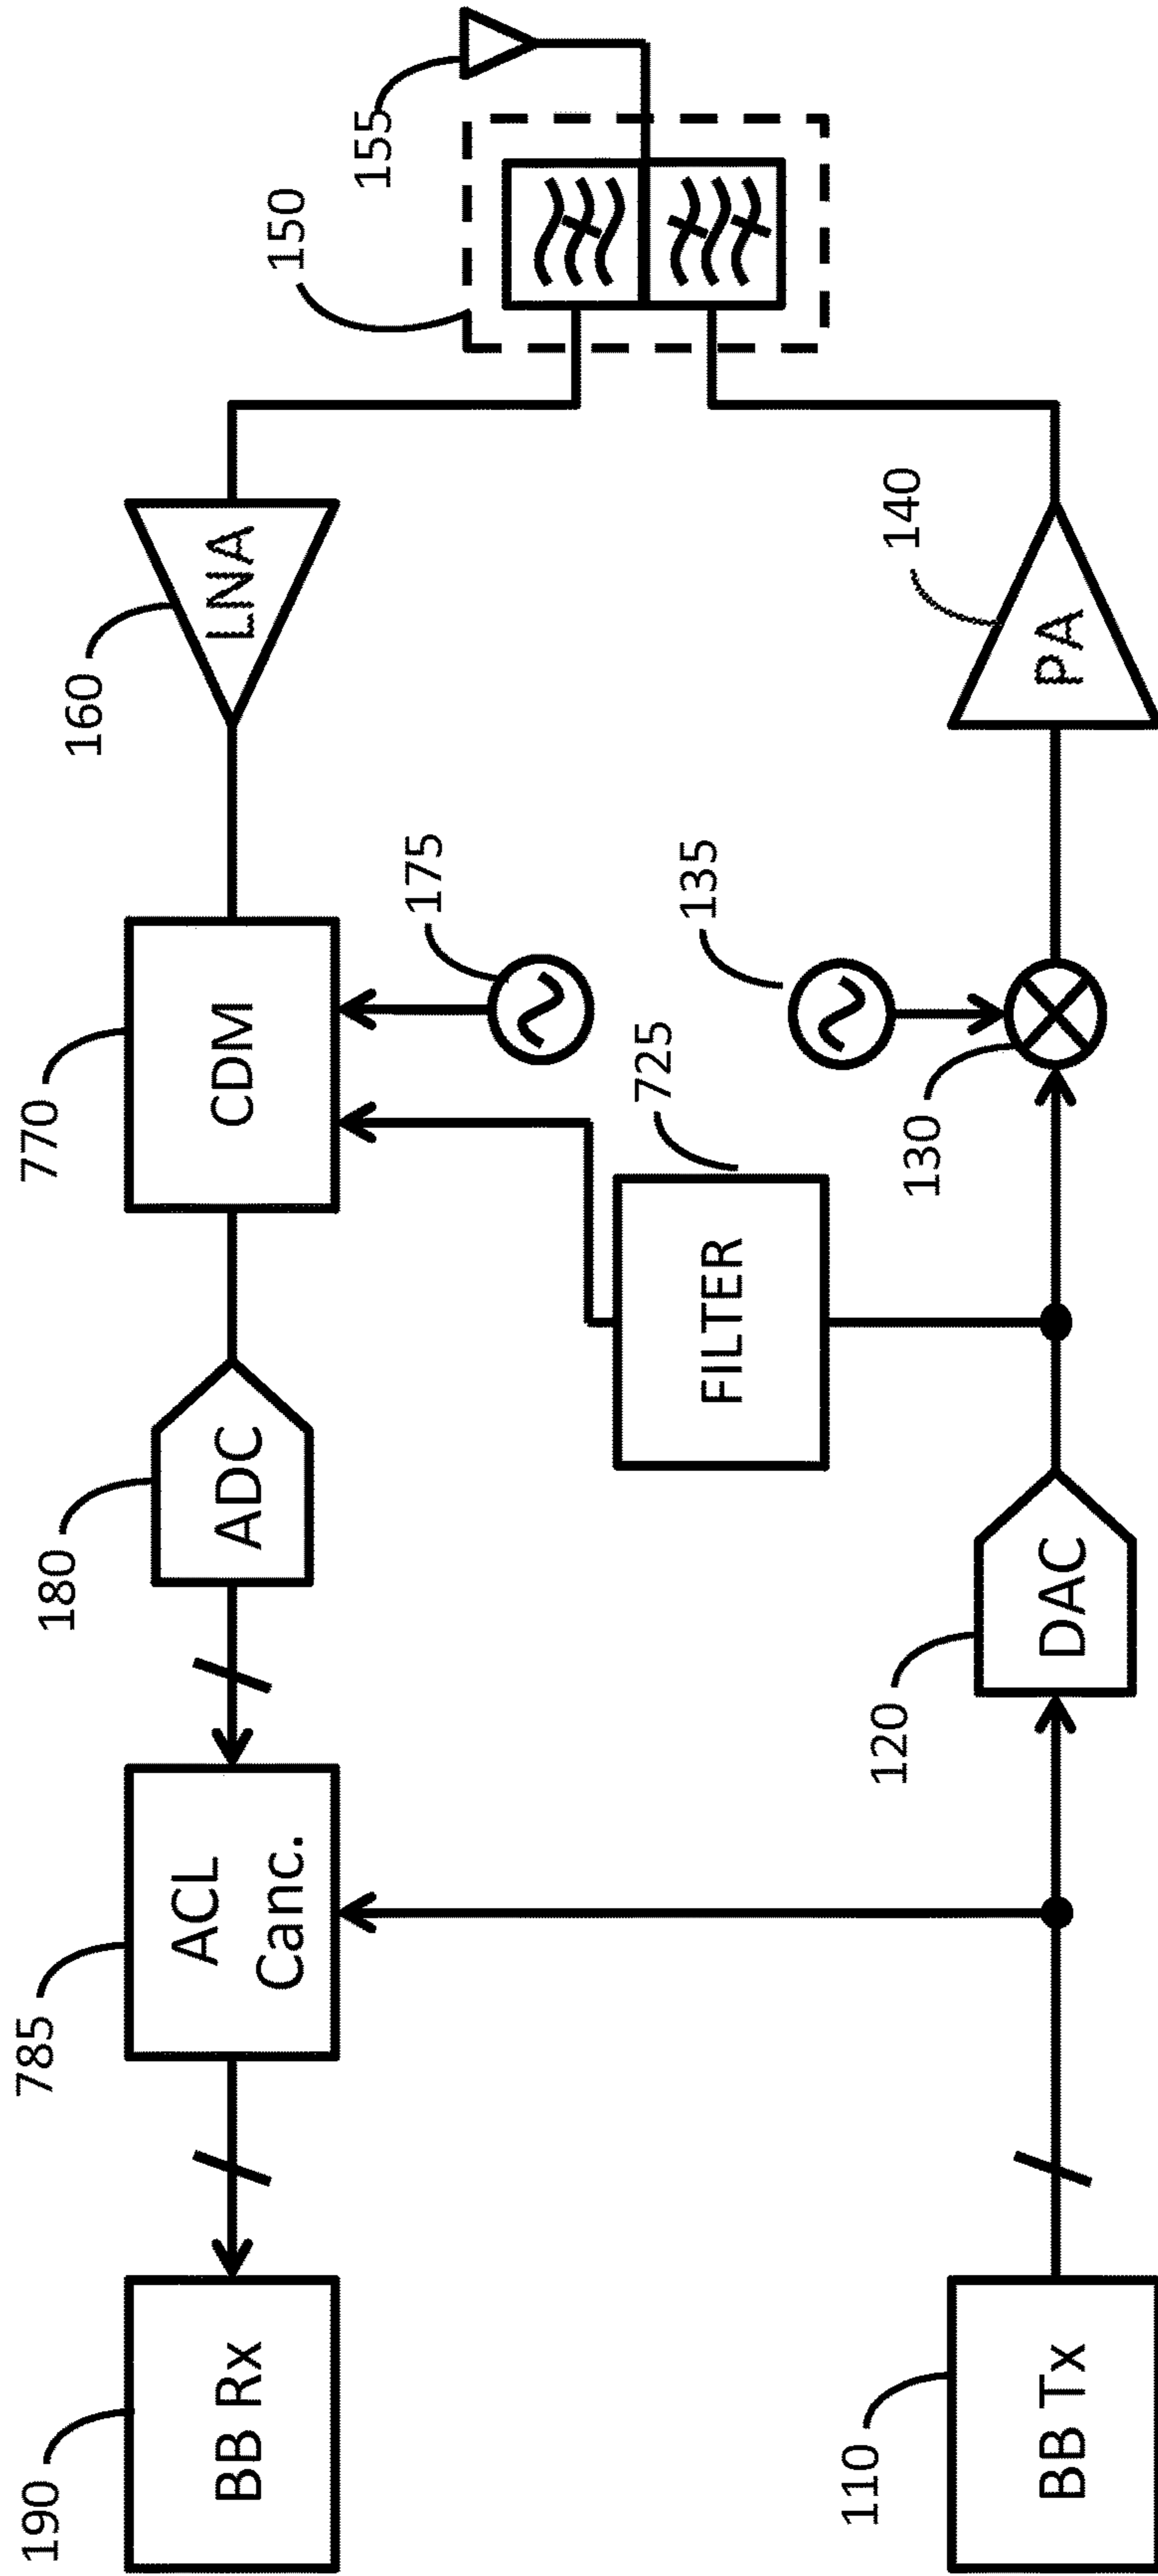 190
BB Rx
785
ACL
Canc.
180
ADC
770
CDM
160
LNA
150
155
175
135
725
FILTER
130
140
PA
120
DAC
110
BB Tx